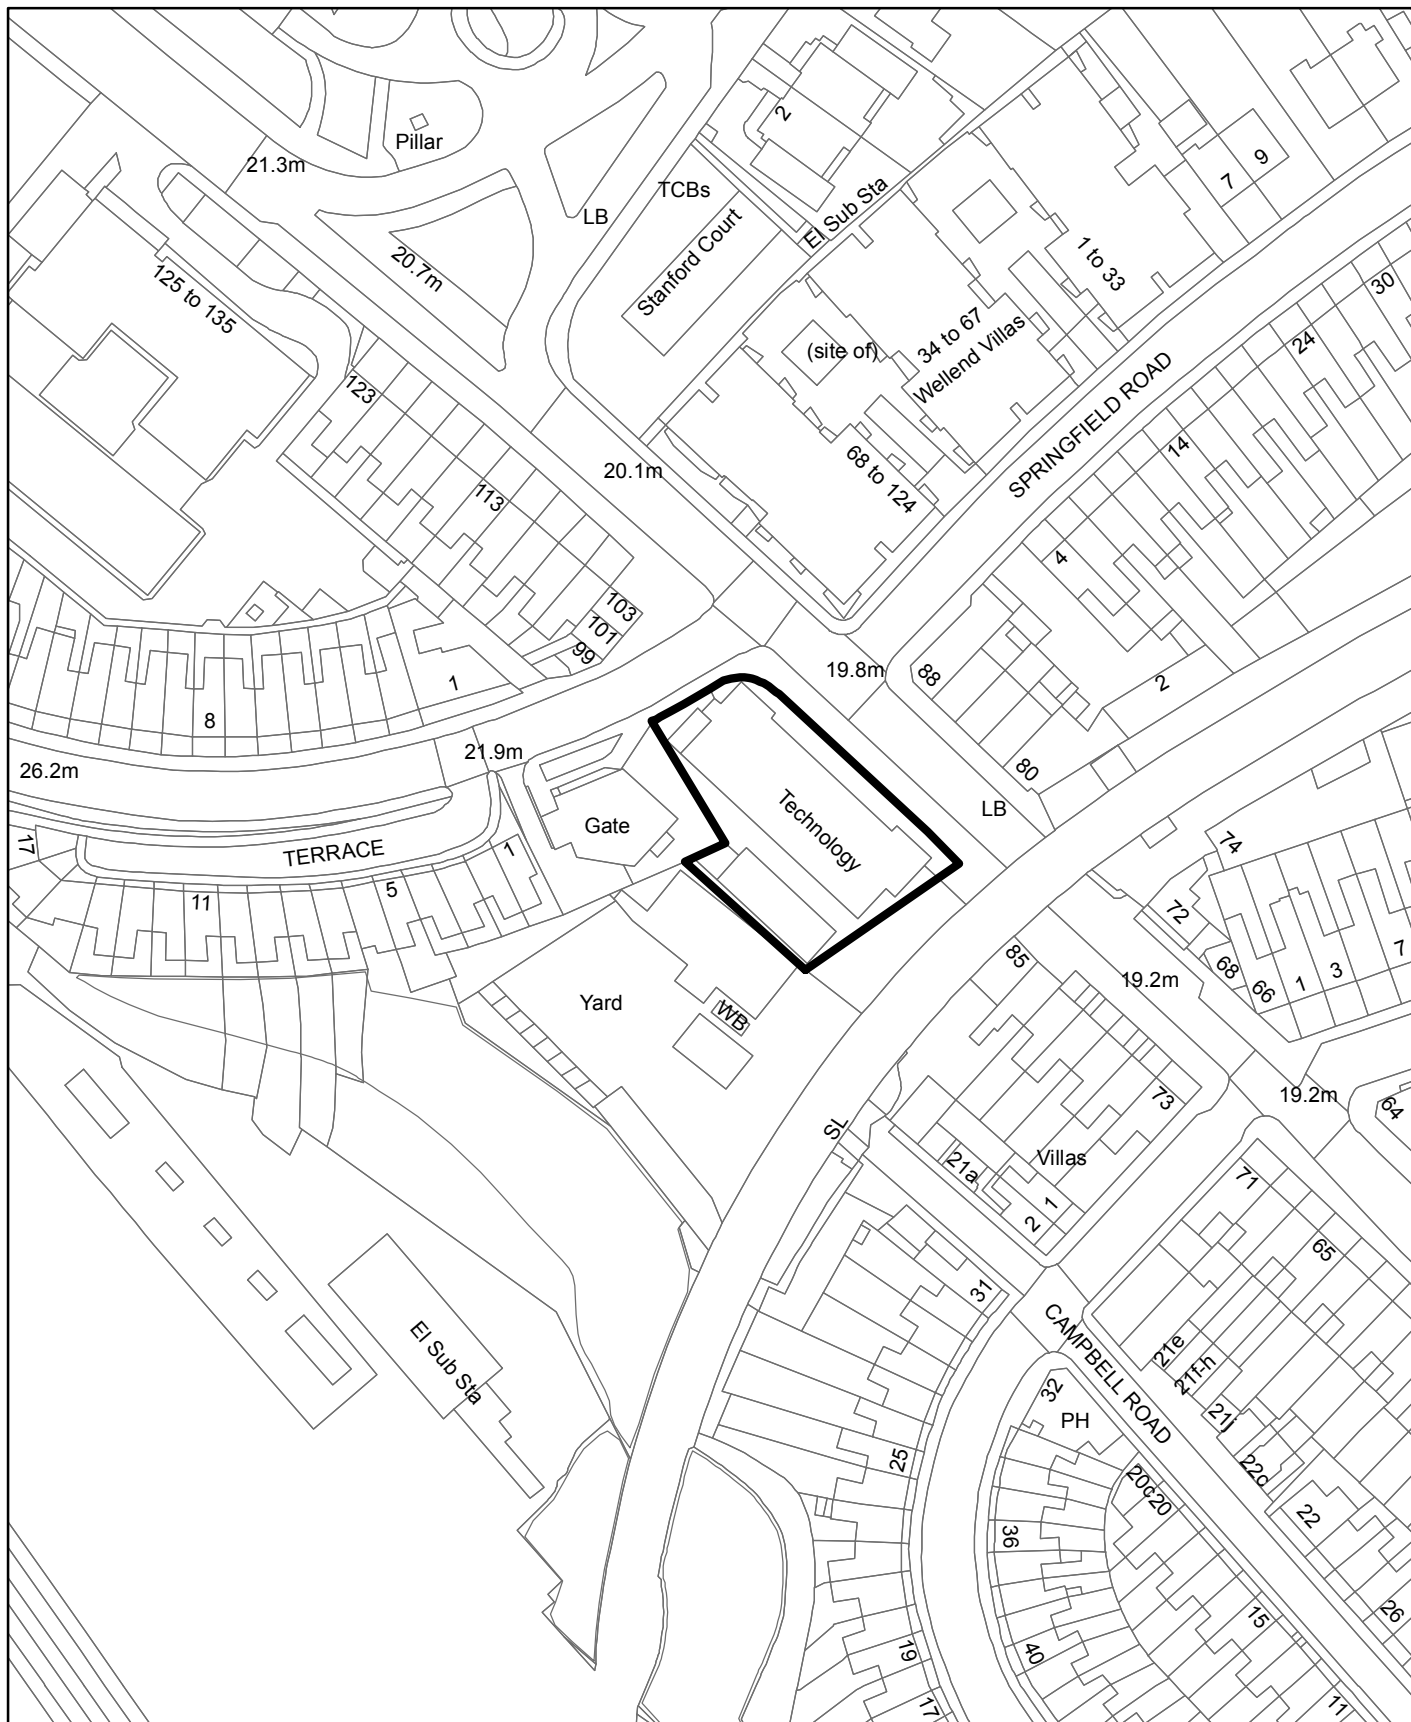 Pillar
21.3m
2
TCBs
LB
El Sub Sta
Stanford Court
9
7
20.7m
125 to 135
1 to 33
30
(site of)
34 to 67
Wellend Villas
24
123
SPRINGFIELD ROAD
14
68 to 124
20.1m
113
4
103
101
99
19.8m
88
2
1
8
21.9m
26.2m
80
LB
Technology
Gate
TERRACE
17
1
5
11
74
72
68
66
1
3
7
85
19.2m
Yard
WB
73
19.2m
64
SL
Villas
21a
1
2
71
65
31
El Sub Sta
CAMPBELL ROAD
21e
21f-h
21j
32
PH
25
22c
20c20
22
36
26
15
19
40
17
11